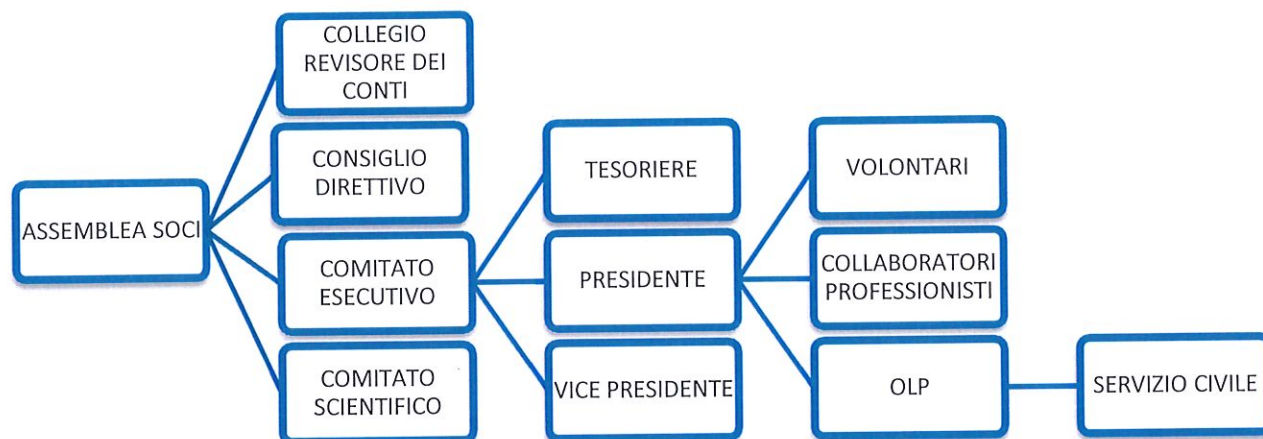 COLLEGIO
REVISORE DEI
CONTI
CONSIGLIO
DIRETTIVO
TESORIERE
VOLONTARI
ASSEMBLEA SOCI
COMITATO
ESECUTIVO
PRESIDENTE
COLLABORATORI
PROFESSIONISTI
COMITATO
SCIENTIFICO
VICE PRESIDENTE
OLP
SERVIZIO CIVILE